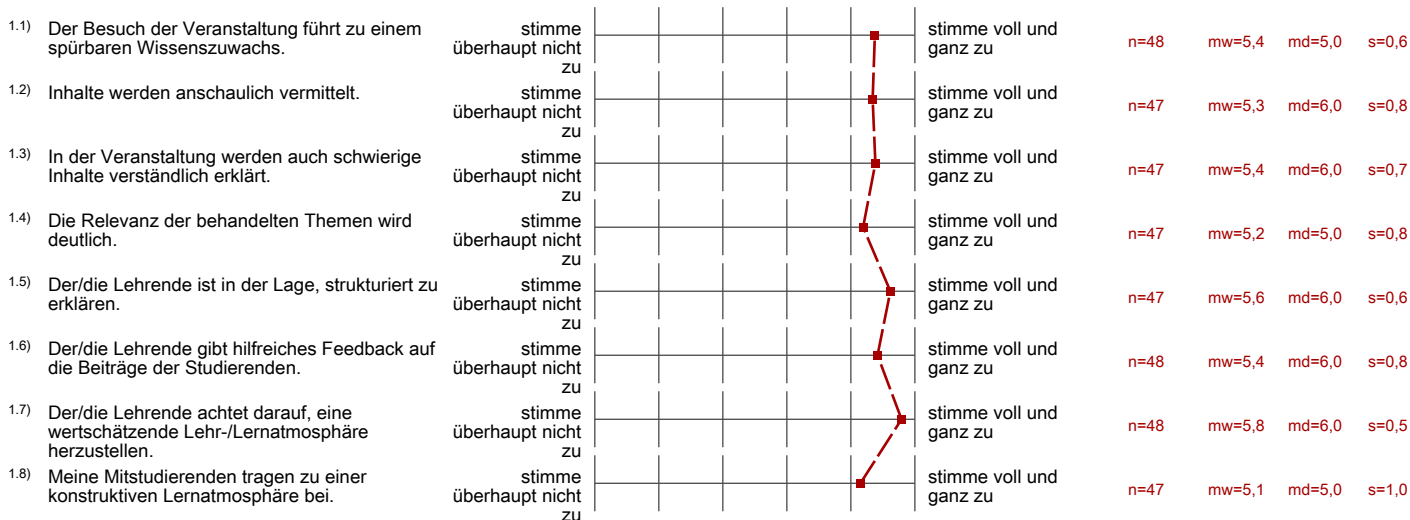 1.1) Der Besuch der Veranstaltung führt zu einem stimme stimme voll und
spürbaren Wissenszuwachs. überhaupt nicht ganz zu n=48 mw=5,4 md=5,0 s=0,6
zu
1.2) Inhalte werden anschaulich vermittelt. stimme stimme voll und
überhaupt nicht ganz zu n=47 mw=5,3 md=6,0 s=0,8
zu
1.3) In der Veranstaltung werden auch schwierige stimme stimme voll und
Inhalte verständlich erklärt. überhaupt nicht ganz zu n=47 mw=5,4 md=6,0 s=0,7
zu
1.4) Die Relevanz der behandelten Themen wird stimme stimme voll und
deutlich. überhaupt nicht ganz zu n=47 mw=5,2 md=5,0 s=0,8
zu
1.5) Der/die Lehrende ist in der Lage, strukturiert zu stimme stimme voll und
erklären. überhaupt nicht ganz zu n=47 mw=5,6 md=6,0 s=0,6
zu
1.6) Der/die Lehrende gibt hilfreiches Feedback auf stimme stimme voll und
die Beiträge der Studierenden. überhaupt nicht ganz zu n=48 mw=5,4 md=6,0 s=0,8
zu
1.7) Der/die Lehrende achtet darauf, eine stimme stimme voll und
wertschätzende Lehr-/Lernatmosphäre überhaupt nicht ganz zu n=48 mw=5,8 md=6,0 s=0,5
herzustellen. zu
1.8) Meine Mitstudierenden tragen zu einer stimme stimme voll und
konstruktiven Lernatmosphäre bei. überhaupt nicht ganz zu n=47 mw=5,1 md=5,0 s=1,0
zu